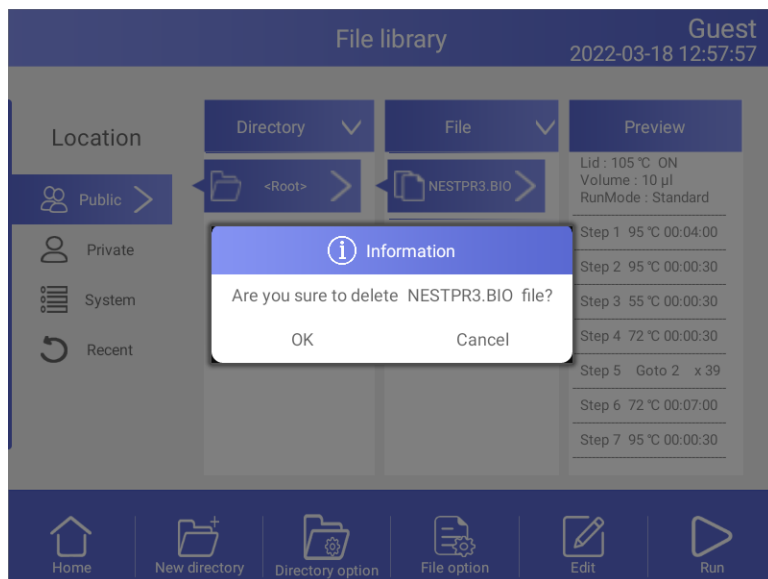 File library
Guest
2022-03-18 12:57:57
Location
Public
Private
System
Recent
Directory
<Root>
File
NESTPR3.BIO
Preview
Lid : 105 °C ON
Volume : 10 µl
RunMode : Standard
Step 1 95 °C 00:04:00
Step 2 95 °C 00:00:30
Step 3 55 °C 00:00:30
Step 4 72 °C 00:00:30
Step 5 Goto 2 x 39
Step 6 72 °C 00:07:00
Step 7 95 °C 00:00:30
Information
Are you sure to delete NESTPR3.BIO file?
OK
Cancel
Home
New directory
Directory option
File option
Edit
Run